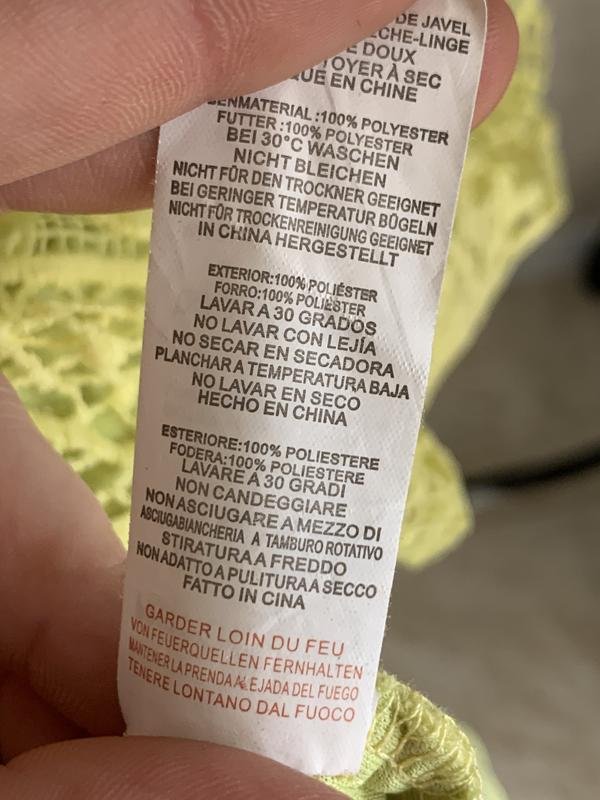 DE JAVEL
CHE-LINGE
DOUX
OYER À SEC
QUE EN CHINE
ENMATERIAL :100% POLYESTER
FUTTER :100% POLYESTER
BEI 30°C WASCHEN
NICHT BLEICHEN
NICHT FÜR DEN TROCKNER GEEIGNET
BEI GERINGER TEMPERATUR BÜGELN
NICHT FÜR TROCKENREINIGUNG GEEIGNET
IN CHINA HERGESTELLT
EXTERIOR:100% POLIÉSTER
FORRO:100% POLIÉSTER
LAVAR A 30 GRADOS
NO LAVAR CON LEJÍA
NO SECAR EN SECADORA
PLANCHAR A TEMPERATURA BAJA
NO LAVAR EN SECO
HECHO EN CHINA
ESTERIORE:100% POLIESTERE
FODERA:100% POLIESTERE
LAVARE A 30 GRADI
NON CANDEGGIARE
NON ASCIUGARE A MEZZO DI
ASCIUGABIANCHERIA A TAMBURO ROTATIVO
STIRATURA A FREDDO
NON ADATTO A PULITURA A SECCO
FATTO IN CINA
GARDER LOIN DU FEU
VON FEUERQUELLEN FERNHALTEN
MANTENER LA PRENDA ALEJADA DEL FUEGO
TENERE LONTANO DAL FUOCO